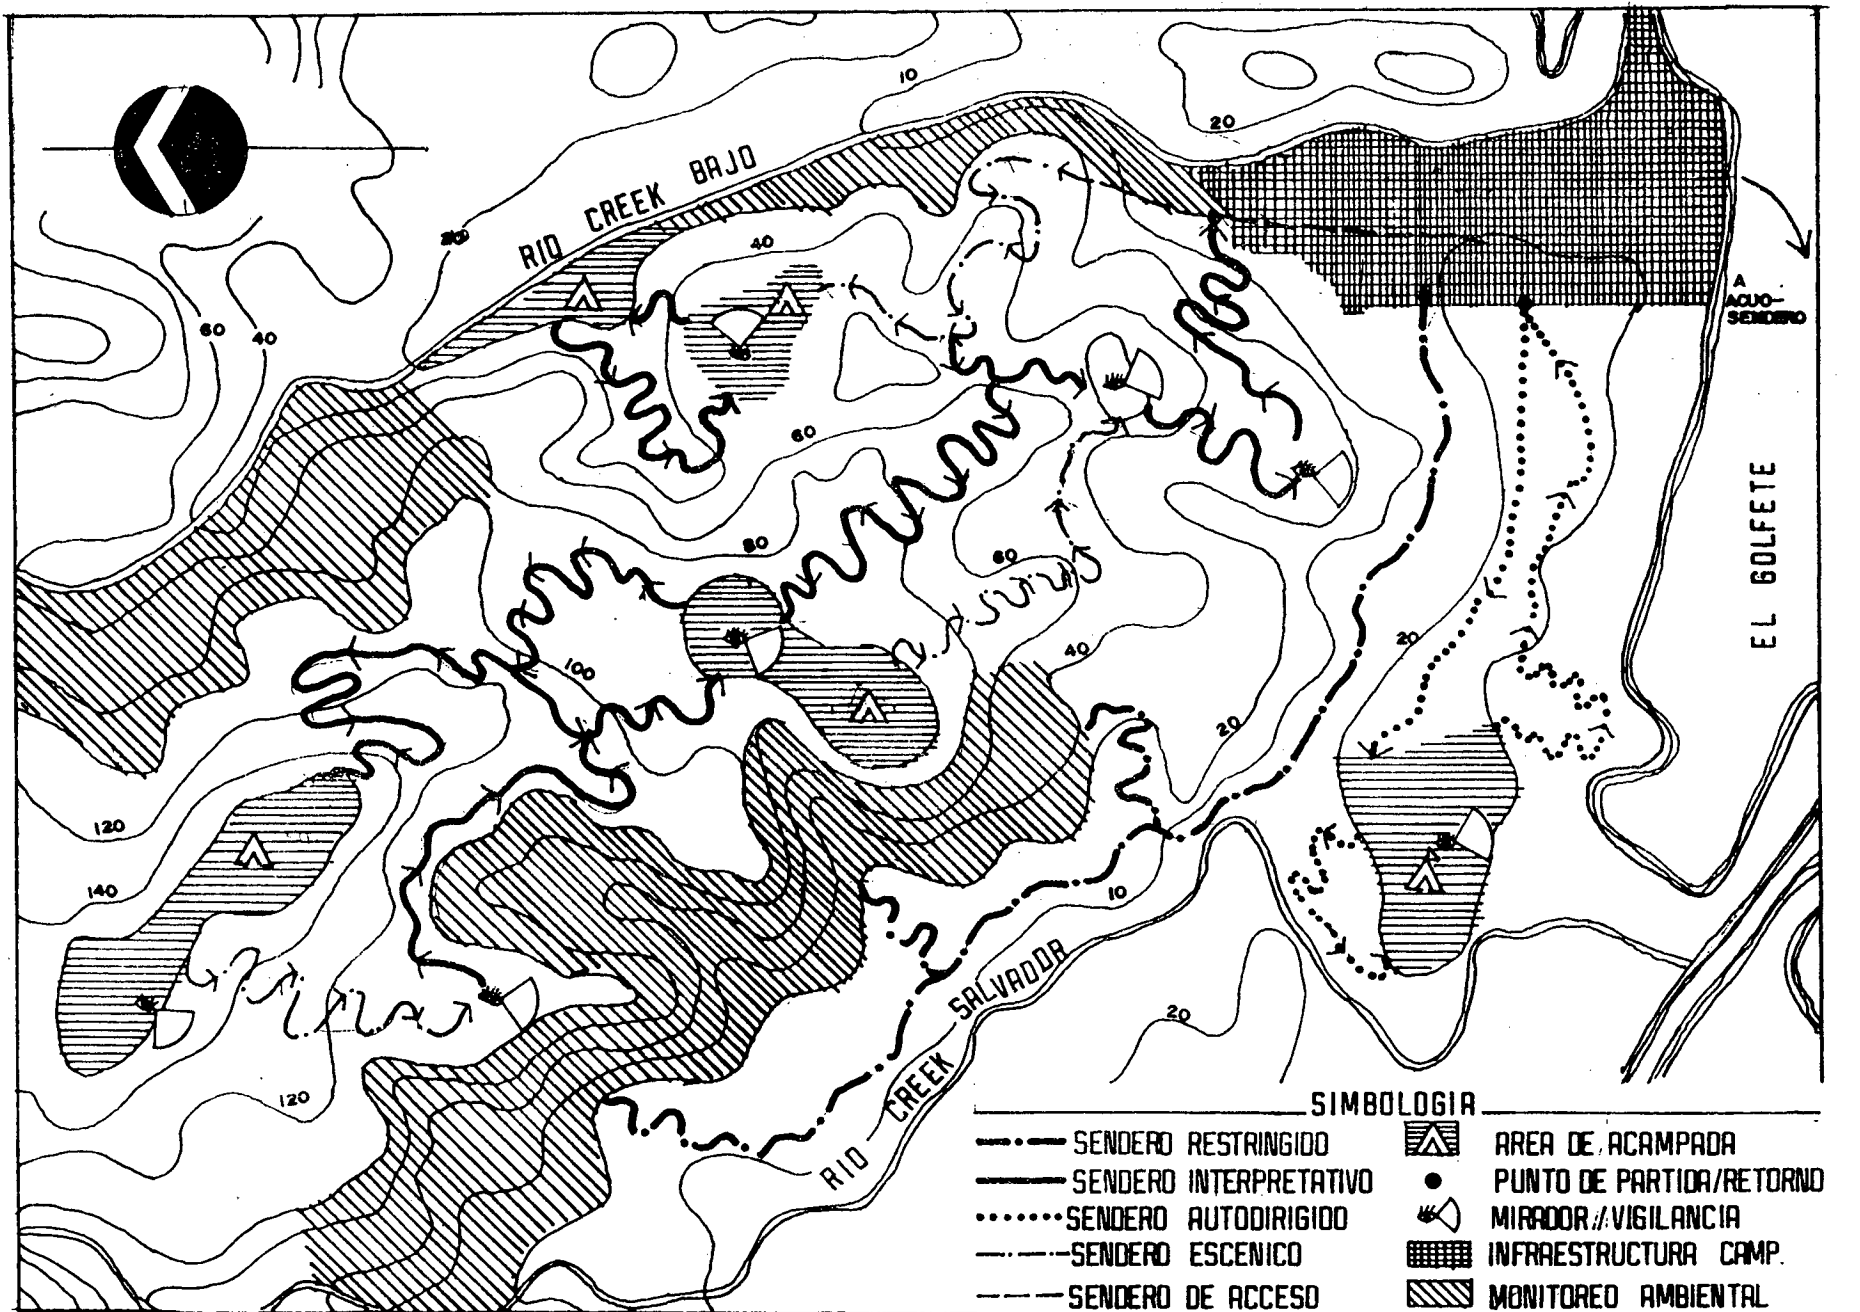 10
20
RIO CREEK BAJO
40
60
40
A
ACUO-
SENDERO
60
80
60
EL GOLFETE
20
100
40
20
120
140
10
RIO CREEK SALVADOR
20
120
SIMBOLOGIA
SENDERO RESTRINGIDO
AREA DE ACAMPADA
SENDERO INTERPRETATIVO
PUNTO DE PARTIDA/RETORNO
SENDERO AUTODIRIGIDO
MIRADOR//VIGILANCIA
SENDERO ESCENICO
INFRAESTRUCTURA CAMP.
SENDERO DE ACCESO
MONITOREO AMBIENTAL